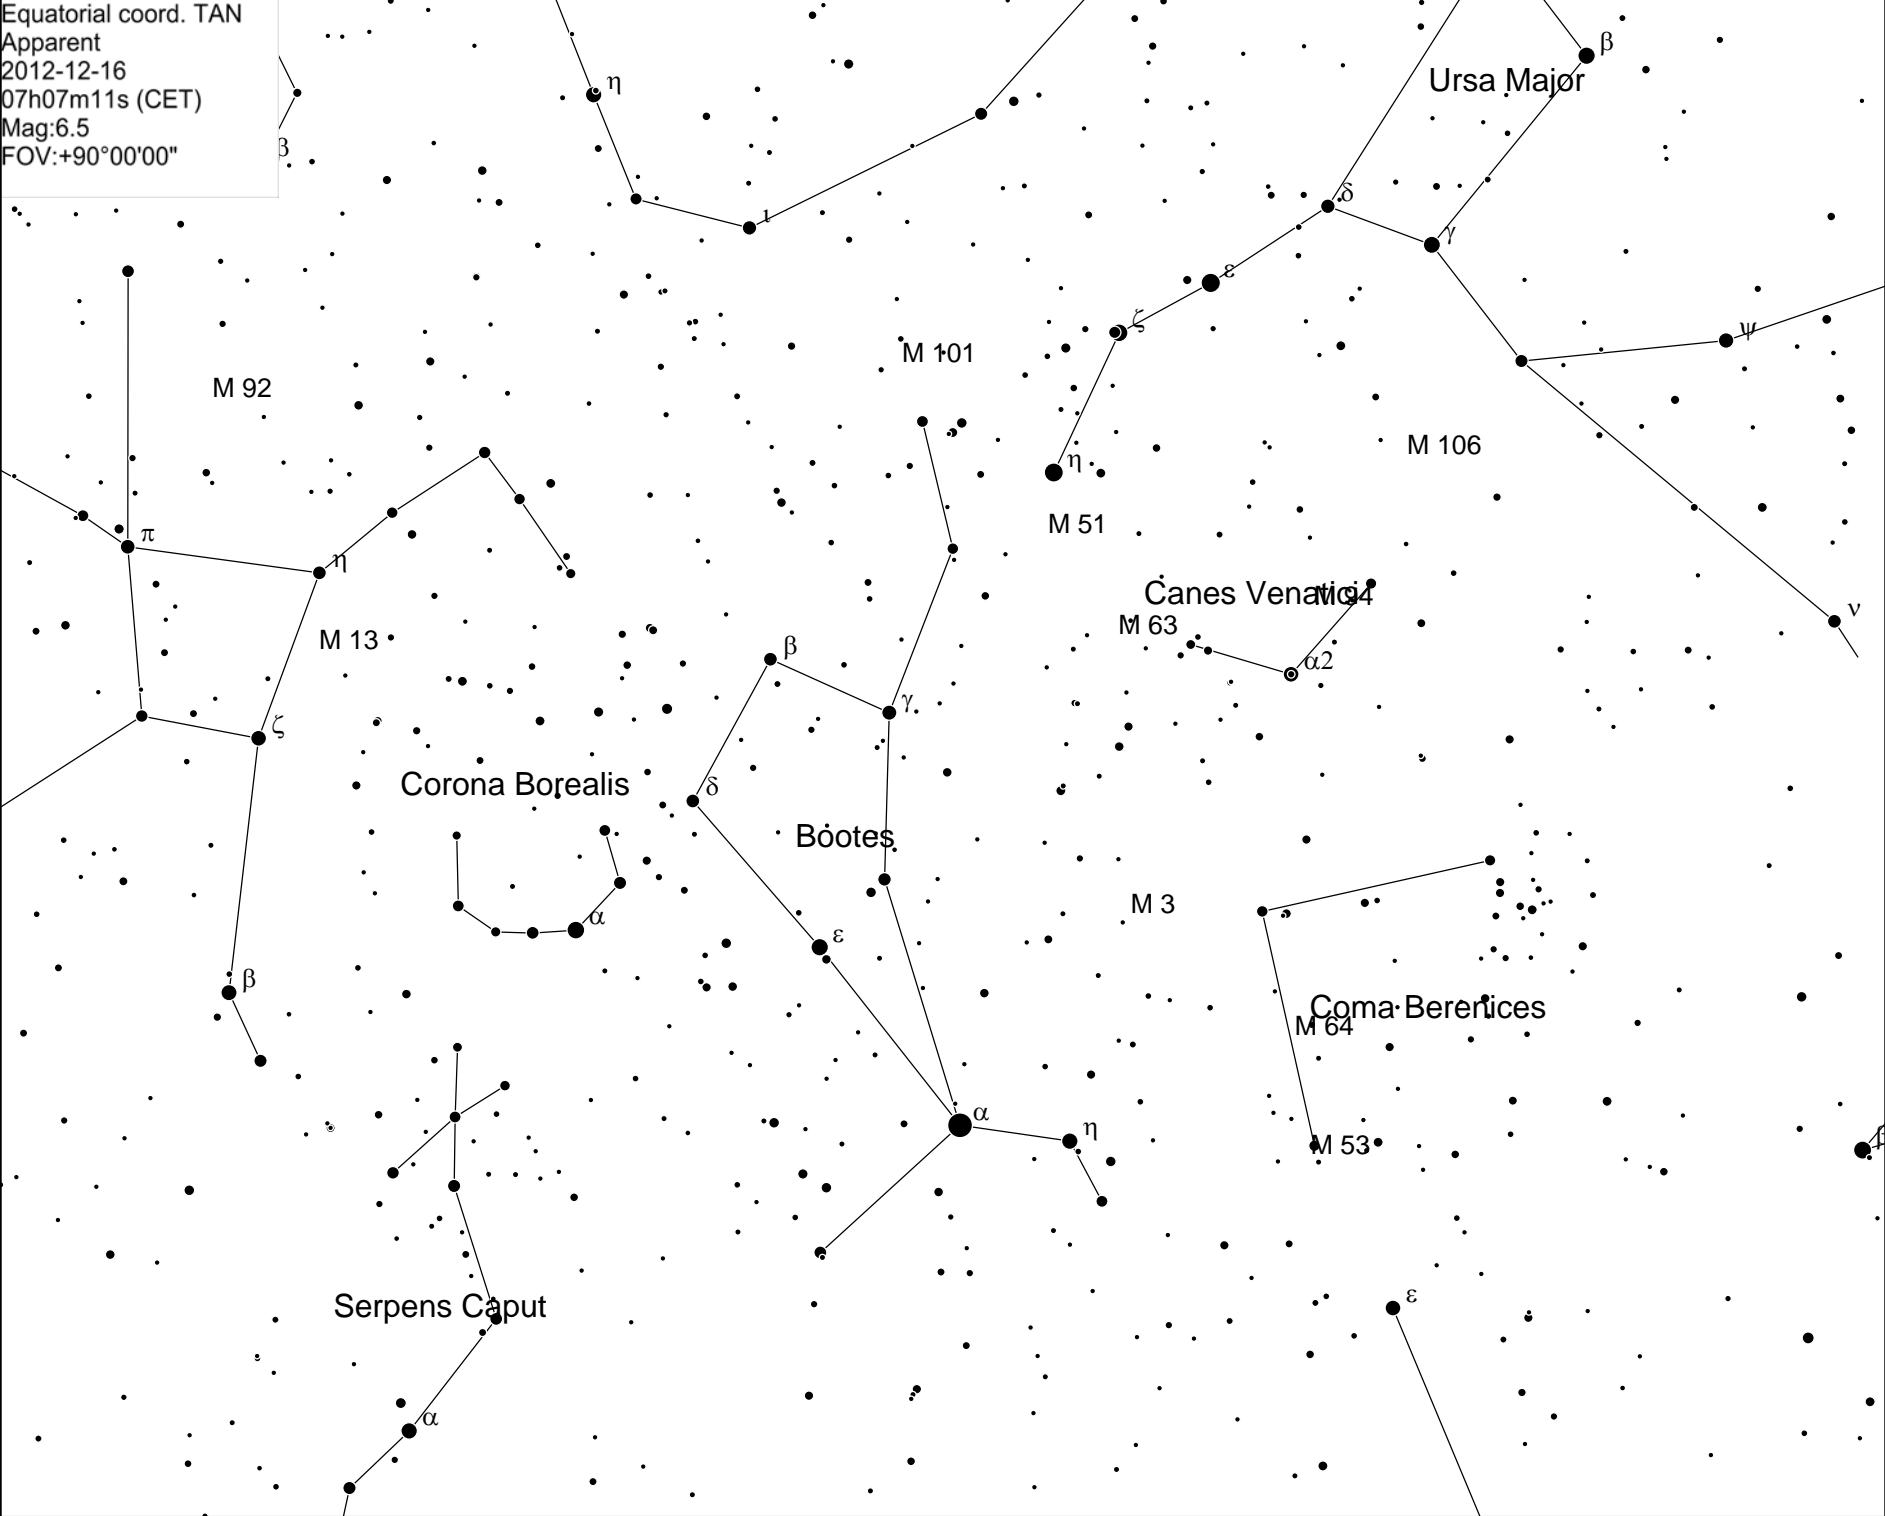 Equatorial coord. TAN
Apparent
2012-12-16
07h07m11s (CET)
Mag:6.5
FOV:+90°00'00"
β
η
β
Ursa Major
ι
δ
γ
ε
ζ
ψ
M 101
M 92
M 106
η
M 51
π
η
Canes Venatici
M 94
ν
M 63
M 13
β
α2
γ
ζ
Corona Borealis
δ
Bootes
M 3
α
ε
β
Coma Berenices
M 64
α
η
M 53
β
Serpens Caput
ε
α